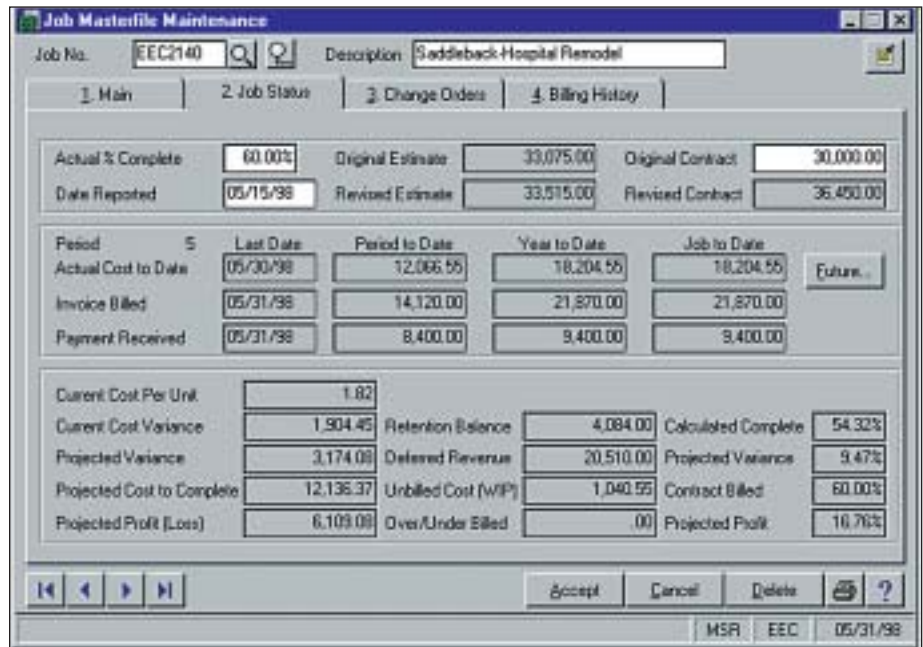 Job Masterfile Maintenance
Job No. EEC2140 Description Saddleback-Hospital Remodel
1. Main 2. Job Status 3. Change Orders 4. Billing History
Actual % Complete 60.00% Original Estimate 33,075.00 Original Contract 30,000.00
Date Reported 05/15/98 Revised Estimate 33,515.00 Revised Contract 36,450.00
Period 5 Last Date Period to Date Year to Date Job to Date
Actual Cost to Date 05/30/98 12,066.55 18,204.55 18,204.55 Future...
Invoice Billed 05/31/98 14,120.00 21,870.00 21,870.00
Payment Received 05/31/98 8,400.00 9,400.00 9,400.00
Current Cost Per Unit 1.82
Current Cost Variance 1,904.45 Retention Balance 4,084.00 Calculated Complete 54.32%
Projected Variance 3,174.08 Deferred Revenue 20,510.00 Projected Variance 9.47%
Projected Cost to Complete 12,136.37 Unbilled Cost (WIP) 1,040.55 Contract Billed 60.00%
Projected Profit (Loss) 6,109.08 Over/Under Billed .00 Projected Profit 16.76%
Accept Cancel Delete ?
MSR EEC 05/31/98